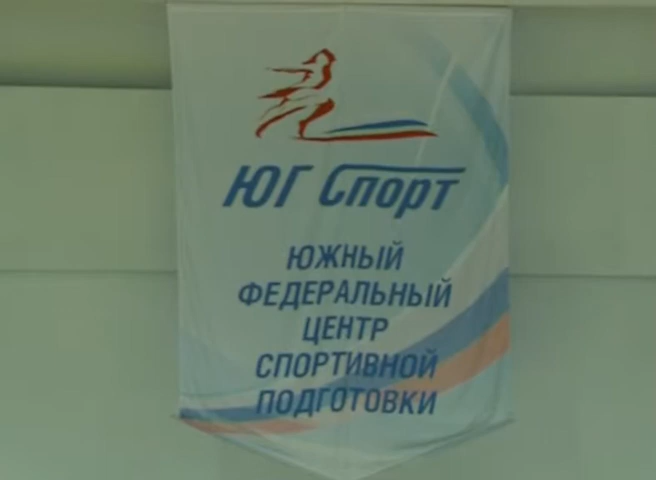 ЮГ Спорт
ЮЖНЫЙ
ФЕДЕРАЛЬНЫЙ
ЦЕНТР
СПОРТИВНОЙ
ПОДГОТОВКИ